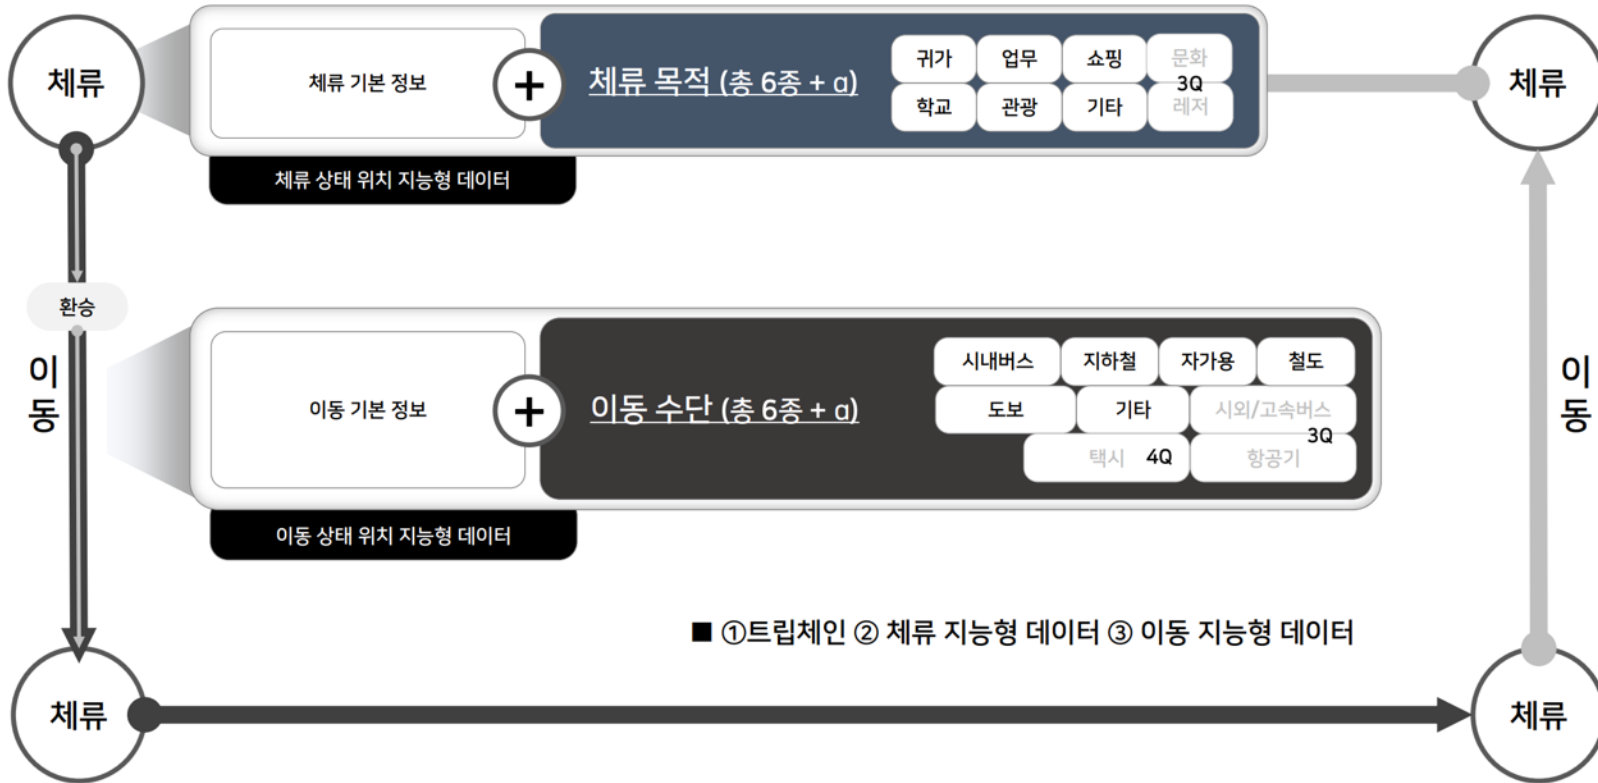 체류
체류 기본 정보
+
체류 목적 (총 6종 + α)
귀가 업무 쇼핑 문화
3Q
학교 관광 기타 레저
체류
체류 상태 위치 지능형 데이터
환승
이동
이동 기본 정보
+
이동 수단 (총 6종 + α)
시내버스 지하철 자가용 철도
도보 기타 시외/고속버스
3Q
택시 4Q 항공기
이동
이동 상태 위치 지능형 데이터
■ ①트립체인 ② 체류 지능형 데이터 ③ 이동 지능형 데이터
체류
체류